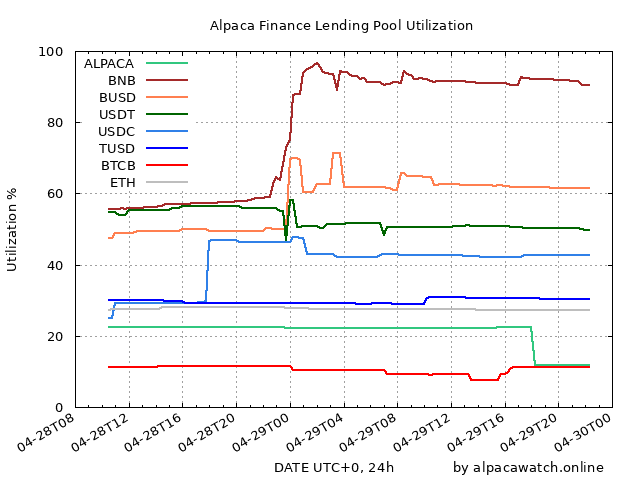 Alpaca Finance Lending Pool Utilization
Utilization %
100
80
60
40
20
0
ALPACA
BNB
BUSD
USDT
USDC
TUSD
BTCB
ETH
04-28T08
04-28T12
04-28T16
04-28T20
04-29T00
04-29T04
04-29T08
04-29T12
04-29T16
04-29T20
04-30T00
DATE UTC+0, 24h
by alpacawatch.online